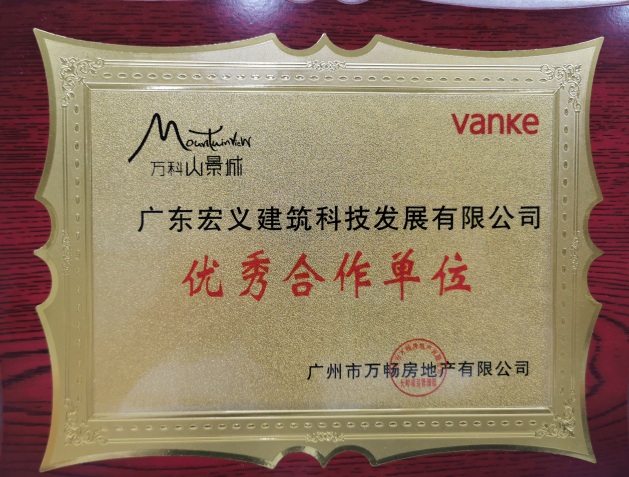 Mountainview
vanke
万科山景城
广东宏义建筑科技发展有限公司
优秀合作单位
广州市万畅房地产有限公司